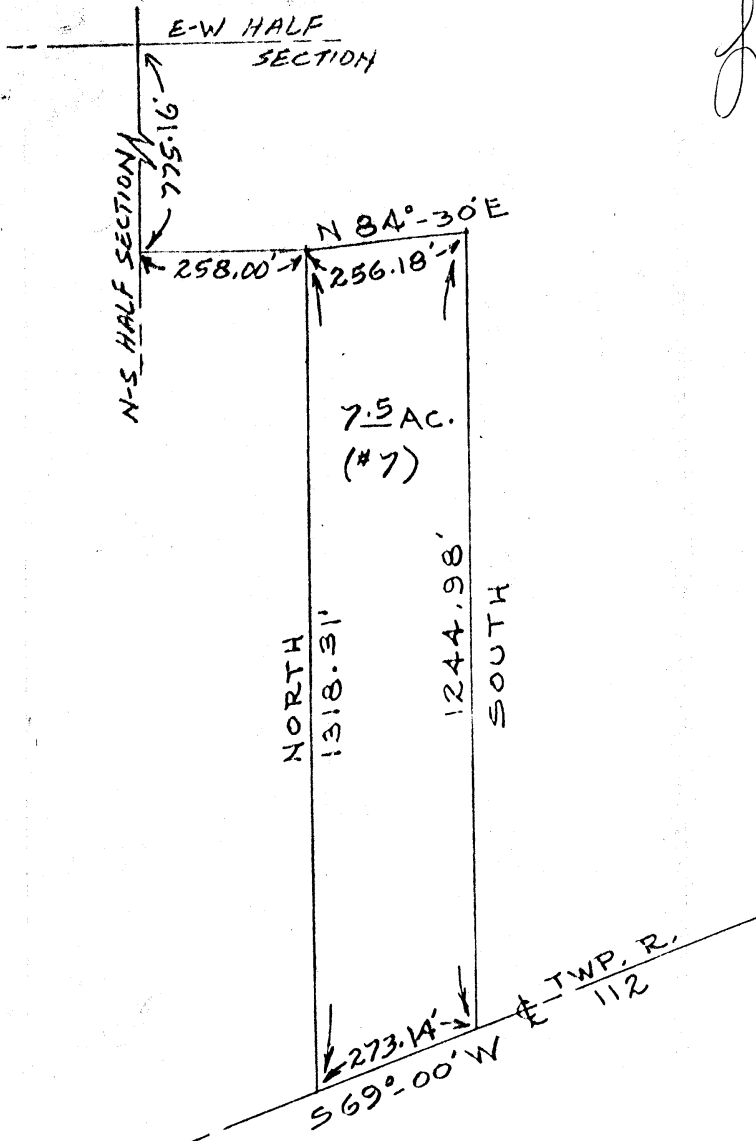 E-W HALF
SECTION
775.16'
N-S HALF SECTION
258.00'
N 84°-30'E
256.18'
7.5 AC.
(#7)
NORTH
1318.31'
1244.98'
SOUTH
273.14'
S 69°-00' W
℄ TWP. R.
112